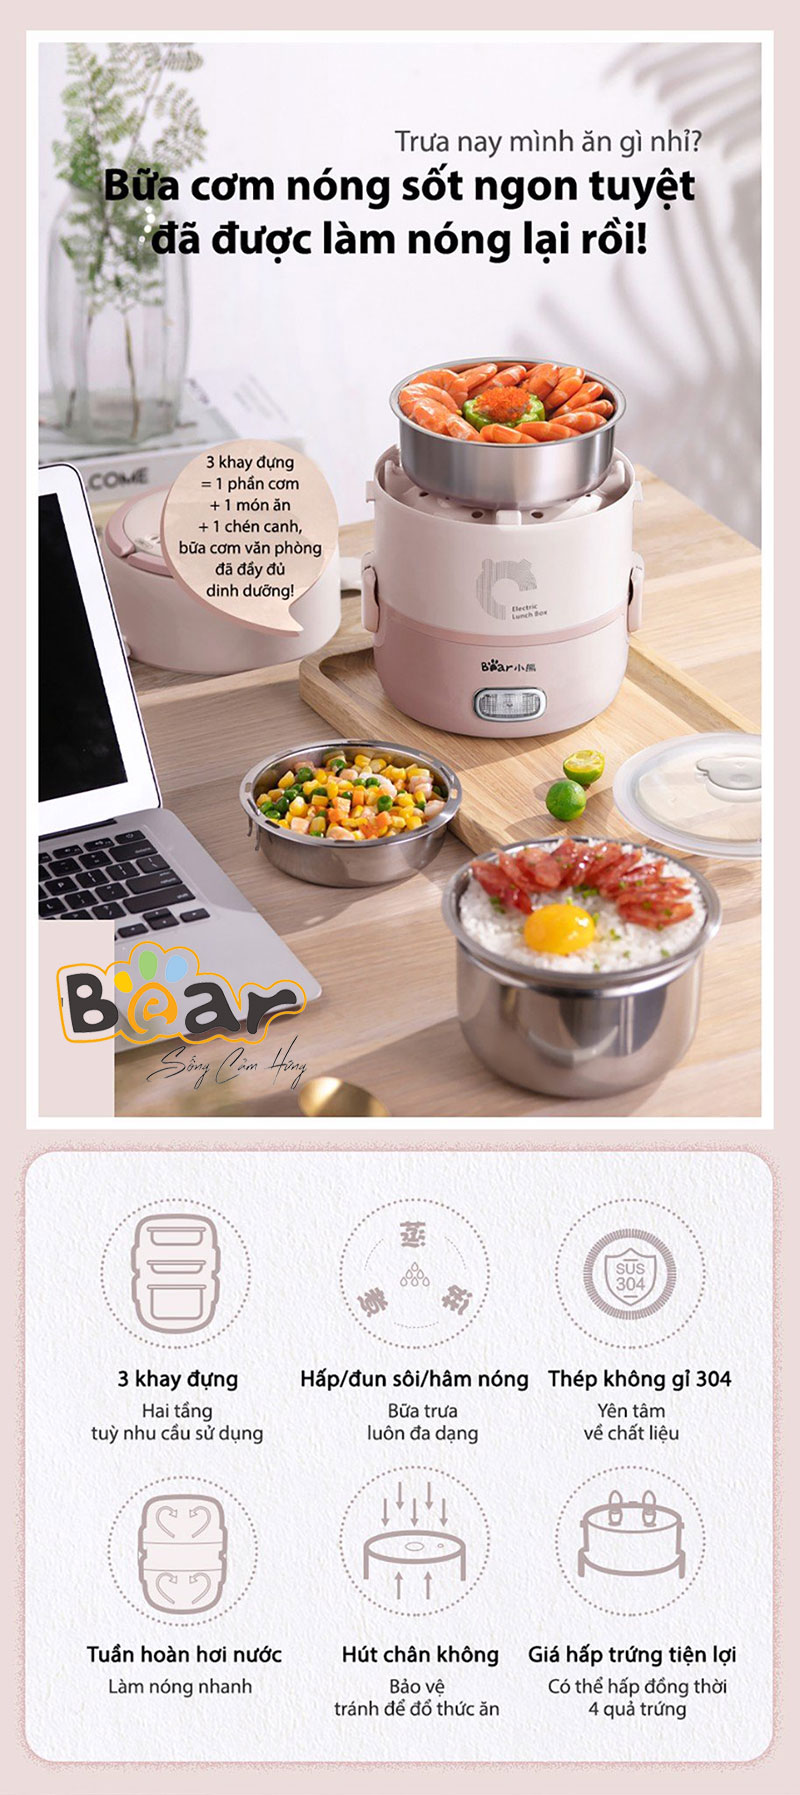 Trưa nay mình ăn gì nhỉ?
Bữa cơm nóng sốt ngon tuyệt
đã được làm nóng lại rồi!
COME
3 khay đựng
= 1 phần cơm
+ 1 món ăn
+ 1 chén canh,
bữa cơm văn phòng
đã đầy đủ
dinh dưỡng!
Electric
Lunch Box
Bear小熊
Bear
Sống Cảm Hứng
蒸
煮
SUS
304
3 khay đựng
Hai tầng
tuỳ nhu cầu sử dụng
Hấp/đun sôi/hâm nóng
Bữa trưa
luôn đa dạng
Thép không gỉ 304
Yên tâm
về chất liệu
Tuần hoàn hơi nước
Làm nóng nhanh
Hút chân không
Bảo vệ
tránh để đổ thức ăn
Giá hấp trứng tiện lợi
Có thể hấp đồng thời
4 quả trứng